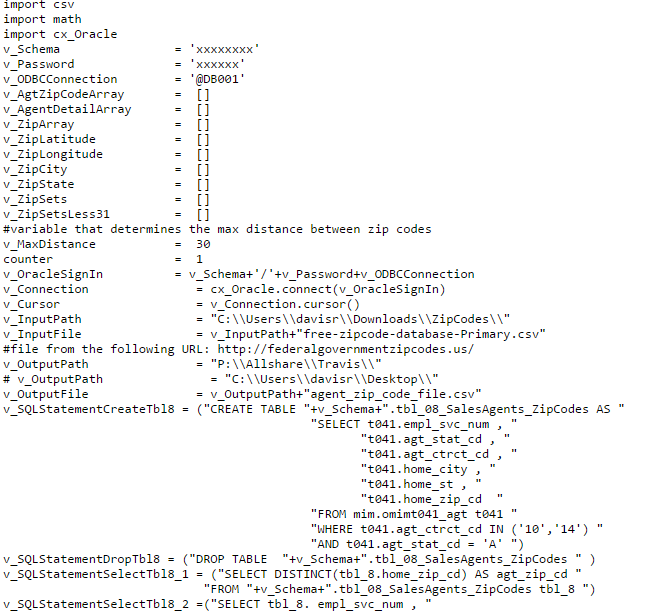 import csv
import math
import cx_Oracle
v_Schema = 'xxxxxxxx'
v_Password = 'xxxxxx'
v_ODBCConnection = '@DB001'
v_AgtZipCodeArray = []
v_AgentDetailArray = []
v_ZipArray = []
v_ZipLatitude = []
v_ZipLongitude = []
v_ZipCity = []
v_ZipState = []
v_ZipSets = []
v_ZipSetsLess31 = []
#variable that determines the max distance between zip codes
v_MaxDistance = 30
counter = 1
v_OracleSignIn = v_Schema+'/'+v_Password+v_ODBCConnection
v_Connection = cx_Oracle.connect(v_OracleSignIn)
v_Cursor = v_Connection.cursor()
v_InputPath = "C:\\Users\\davisr\\Downloads\\ZipCodes\\"
v_InputFile = v_InputPath+"free-zipcode-database-Primary.csv"
#file from the following URL: http://federalgovernmentzipcodes.us/
v_OutputPath = "P:\\Allshare\\Travis\\"
# v_OutputPath = "C:\\Users\\davisr\\Desktop\\"
v_OutputFile = v_OutputPath+"agent_zip_code_file.csv"
v_SQLStatementCreateTbl8 = ("CREATE TABLE "+v_Schema+".tbl_08_SalesAgents_ZipCodes AS "
"SELECT t041.empl_svc_num , "
"t041.agt_stat_cd , "
"t041.agt_ctrct_cd , "
"t041.home_city , "
"t041.home_st , "
"t041.home_zip_cd  "
"FROM mim.omimt041_agt t041 "
"WHERE t041.agt_ctrct_cd IN ('10','14') "
"AND t041.agt_stat_cd = 'A' ")
v_SQLStatementDropTbl8 = ("DROP TABLE  "+v_Schema+".tbl_08_SalesAgents_ZipCodes " )
v_SQLStatementSelectTbl8_1 = ("SELECT DISTINCT(tbl_8.home_zip_cd) AS agt_zip_cd "
"FROM "+v_Schema+".tbl_08_SalesAgents_ZipCodes tbl_8 ")
v_SQLStatementSelectTbl8_2 =("SELECT tbl_8. empl_svc_num , "